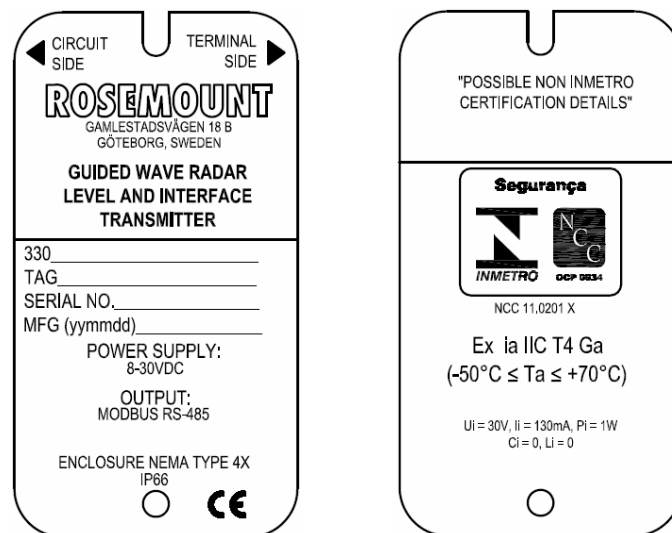 CIRCUIT SIDE
TERMINAL SIDE
ROSEMOUNT
GAMLESTADSVÄGEN 18 B
GÖTEBORG, SWEDEN
GUIDED WAVE RADAR
LEVEL AND INTERFACE
TRANSMITTER
330
TAG
SERIAL NO.
MFG (yymmdd)
POWER SUPPLY:
8-30VDC
OUTPUT:
MODBUS RS-485
ENCLOSURE NEMA TYPE 4X
IP66
CE
"POSSIBLE NON INMETRO
CERTIFICATION DETAILS"
Segurança
NCC
INMETRO
OCP 0034
NCC 11.0201 X
Ex ia IIC T4 Ga
(-50°C ≤ Ta ≤ +70°C)
Ui = 30V, Ii = 130mA, Pi = 1W
Ci = 0, Li = 0